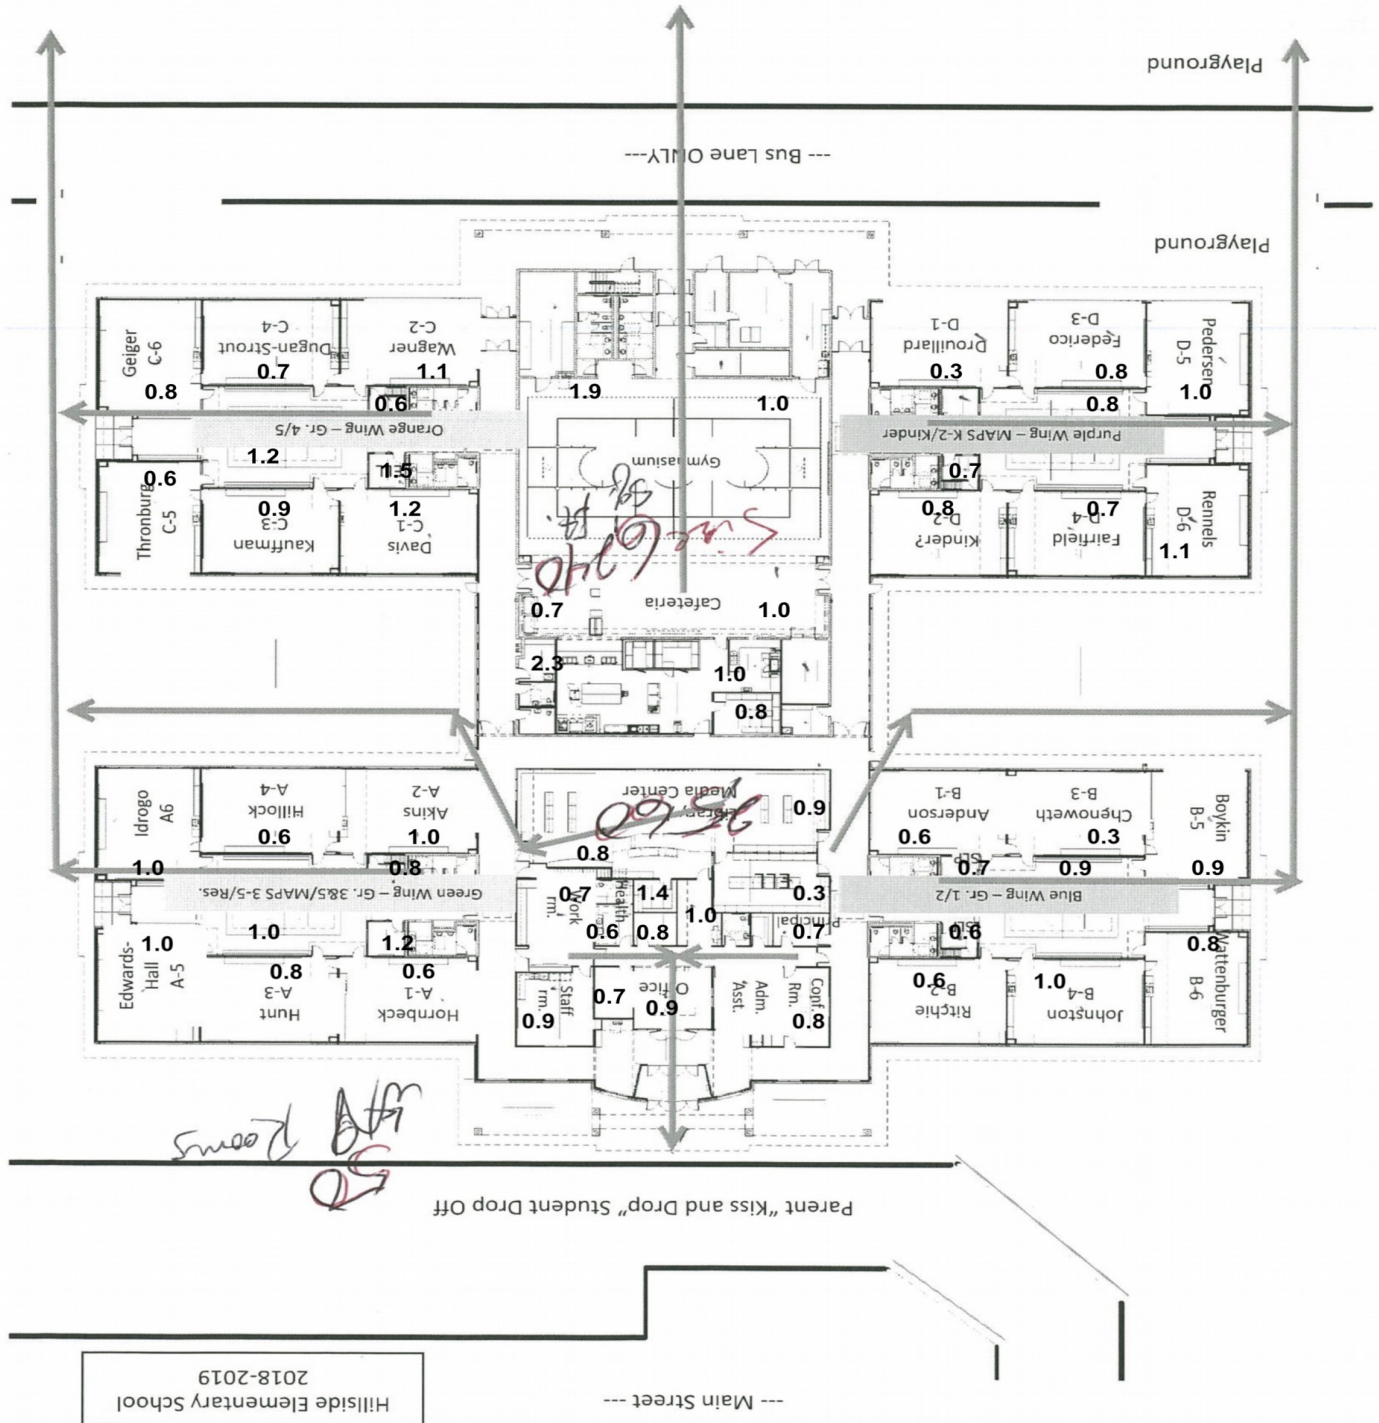 Playground
--- Bus Lane ONLY---
Playground
Geiger
C-6
0.8
Dugan-Strout
C-4
0.7
Wagner
C-2
1.1
0.6
Orange Wing – Gr. 4/5
1.2
1.5
Thronburg
C-5
0.6
Kauffman
C-3
0.9
Davis
C-1
1.2
1.9
1.0
Gymnasium
Sq. Ft.
6240
Cafeteria
0.7
1.0
2.3
1.0
0.8
Drouillard
D-1
0.3
Federico
D-3
0.8
Pedersen
D-5
1.0
0.8
Purple Wing – MAPS K-2/Kinder
0.7
Kinder?
D-2
0.8
Fairfield
D-4
0.7
Rennels
D-6
1.1
Idrogo
A6
1.0
Hillock
A-4
0.6
Akins
A-2
1.0
0.8
Green Wing – Gr. 3&5/MAPS 3-5/Res.
1.0
1.2
Edwards-
Hall
A-5
1.0
Hunt
A-3
0.8
Hornbeck
A-1
0.6
Library
Media Center
0.9
0.8
Work
rm.
0.7
Health
0.6
1.4
0.8
1.0
ELL
0.3
Principal
0.7
Staff
rm.
0.9
0.7
Office
0.9
Adm.
Asst.
Conf.
Rm.
0.8
Anderson
B-1
0.6
Chenoweth
B-3
0.3
Boykin
B-5
0.9
0.7
0.9
Blue Wing – Gr. 1/2
0.6
Ritchie
B-2
0.6
Johnston
B-4
1.0
Wattenburger
B-6
0.8
Rooms
50
Parent "Kiss and Drop" Student Drop Off
--- Main Street ---
Hillside Elementary School
2018-2019